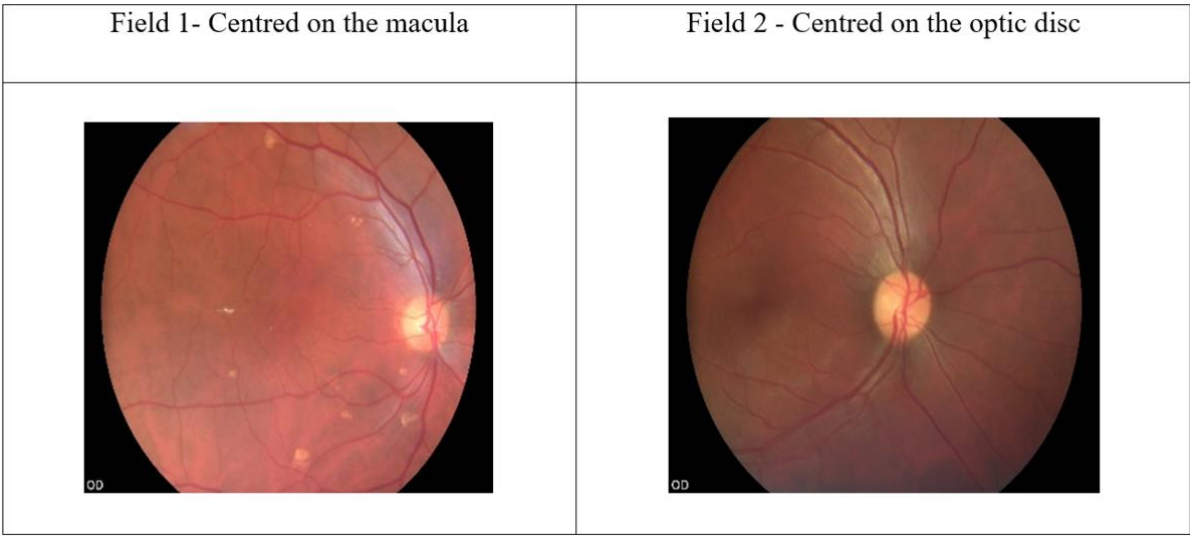 Field 1- Centred on the macula
Field 2 - Centred on the optic disc
OD
OD